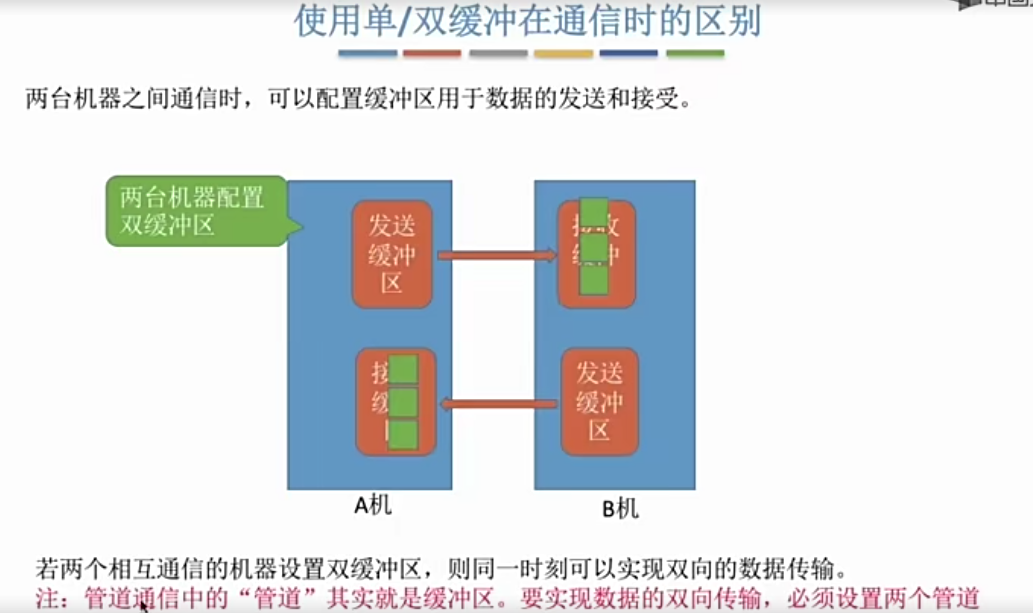 使用单/双缓冲在通信时的区别
两台机器之间通信时，可以配置缓冲区用于数据的发送和接受。
两台机器配置
双缓冲区
发送
缓冲
区
接收
缓冲
接
缓
发送
缓冲
区
A机
B机
若两个相互通信的机器设置双缓冲区，则同一时刻可以实现双向的数据传输。
注：管道通信中的“管道”其实就是缓冲区。要实现数据的双向传输，必须设置两个管道